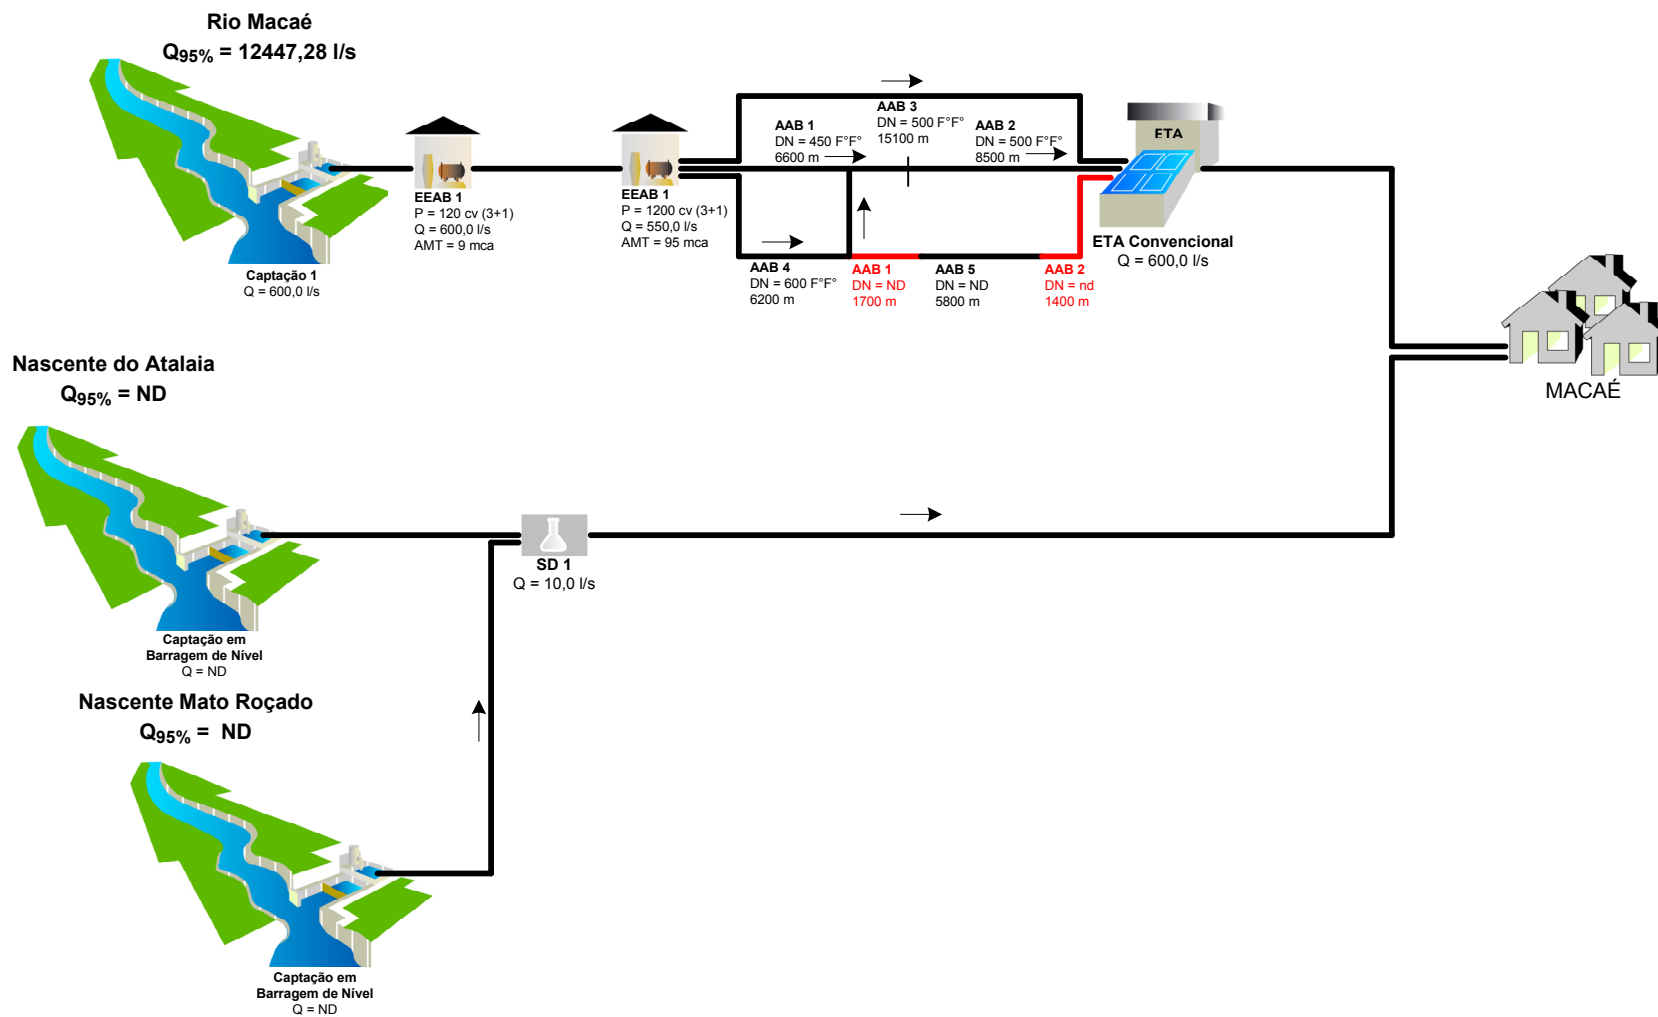 Rio Macaé
Q95% = 12447,28 l/s
Captação 1
Q = 600,0 l/s
EEAB 1
P = 120 cv (3+1)
Q = 600,0 l/s
AMT = 9 mca
EEAB 1
P = 1200 cv (3+1)
Q = 550,0 l/s
AMT = 95 mca
AAB 1
DN = 450 F°F°
6600 m
AAB 3
DN = 500 F°F°
15100 m
AAB 2
DN = 500 F°F°
8500 m
AAB 4
DN = 600 F°F°
6200 m
AAB 1
DN = ND
1700 m
AAB 5
DN = ND
5800 m
AAB 2
DN = nd
1400 m
ETA
ETA Convencional
Q = 600,0 l/s
MACAÉ
Nascente do Atalaia
Q95% = ND
Captação em
Barragem de Nível
Q = ND
SD 1
Q = 10,0 l/s
Nascente Mato Roçado
Q95% = ND
Captação em
Barragem de Nível
Q = ND